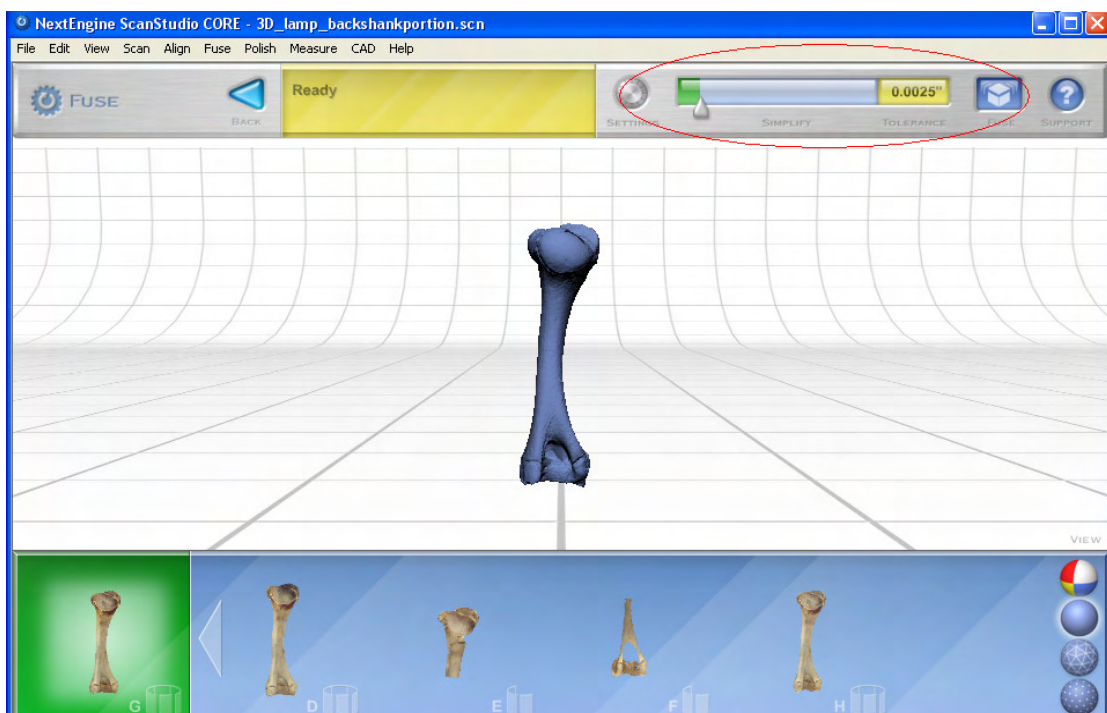 NextEngine ScanStudio CORE - 3D_lamp_backshankportion.scn
File Edit View Scan Align Fuse Polish Measure CAD Help
FUSE
BACK
Ready
SETTINGS
SIMPLIFY
0.0025"
TOLERANCE
FUSE
?
SUPPORT
VIEW
G
D
E
F
H